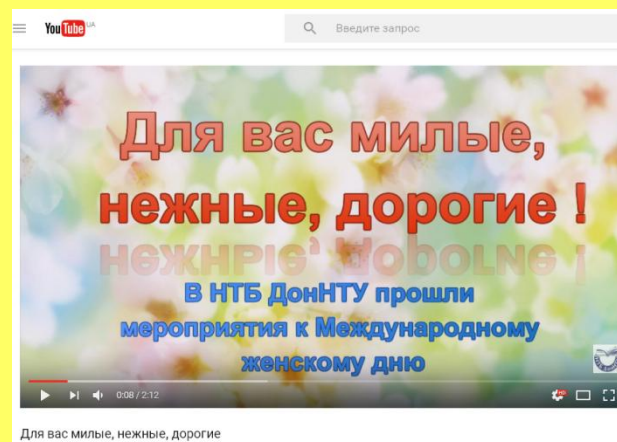 YouTube UA
Введите запрос
Для вас милые,
нежные, дорогие !
В НТБ ДонНТУ прошли
мероприятия к Международному
женскому дню
0:08 / 2:12
HD
Для вас милые, нежные, дорогие